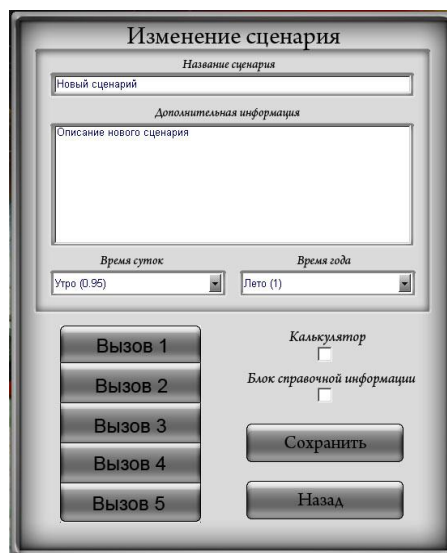 Изменение сценария
Название сценария
Новый сценарий
Дополнительная информация
Описание нового сценария
Время суток
Время года
Утро (0.95)
Лето (1)
Вызов 1
Вызов 2
Вызов 3
Вызов 4
Вызов 5
Калькулятор
Блок справочной информации
Сохранить
Назад